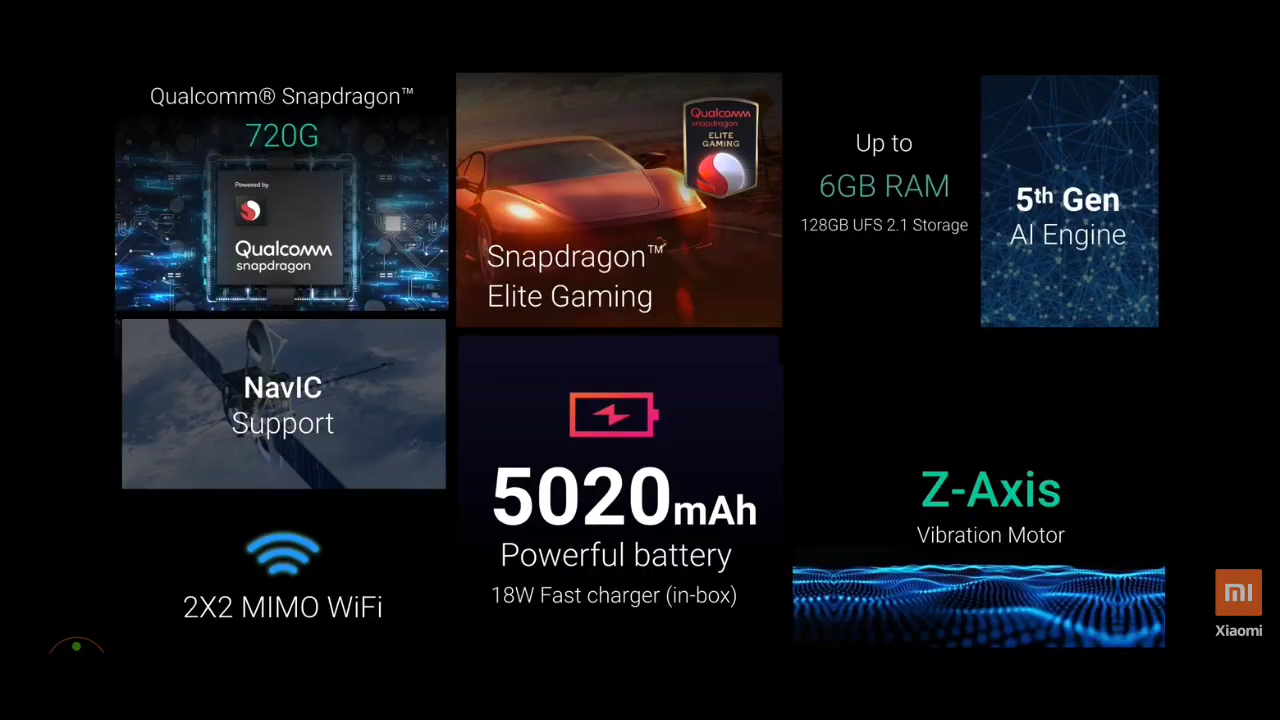 Qualcomm® Snapdragon™
720G
Powered by
Qualcomm
snapdragon
Qualcomm
snapdragon
ELITE
GAMING
Snapdragon™
Elite Gaming
Up to
6GB RAM
128GB UFS 2.1 Storage
5th Gen
AI Engine
NavIC
Support
5020mAh
Powerful battery
18W Fast charger (in-box)
Z-Axis
Vibration Motor
2X2 MIMO WiFi
MI
Xiaomi